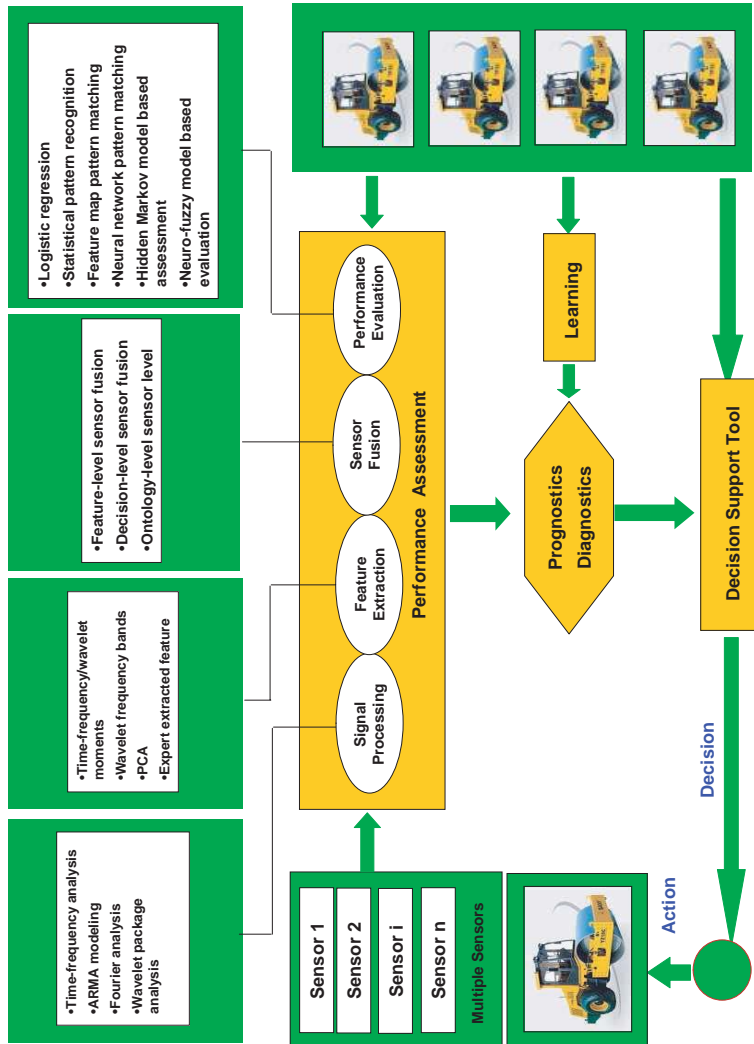 •Time-frequency analysis
•ARMA modeling
•Fourier analysis
•Wavelet package
analysis
•Time-frequency/wavelet
moments
•Wavelet frequency bands
•PCA
•Expert extracted feature
•Feature-level sensor fusion
•Decision-level sensor fusion
•Ontology-level sensor level
•Logistic regression
•Statistical pattern recognition
•Feature map pattern matching
•Neural network pattern matching
•Hidden Markov model based
assessment
•Neuro-fuzzy model based
evaluation
Sensor 1
Sensor 2
Sensor i
Sensor n
Multiple Sensors
Signal
Processing
Feature
Extraction
Sensor
Fusion
Performance
Evaluation
Performance Assessment
Learning
Prognostics
Diagnostics
Action
Decision
Decision Support Tool